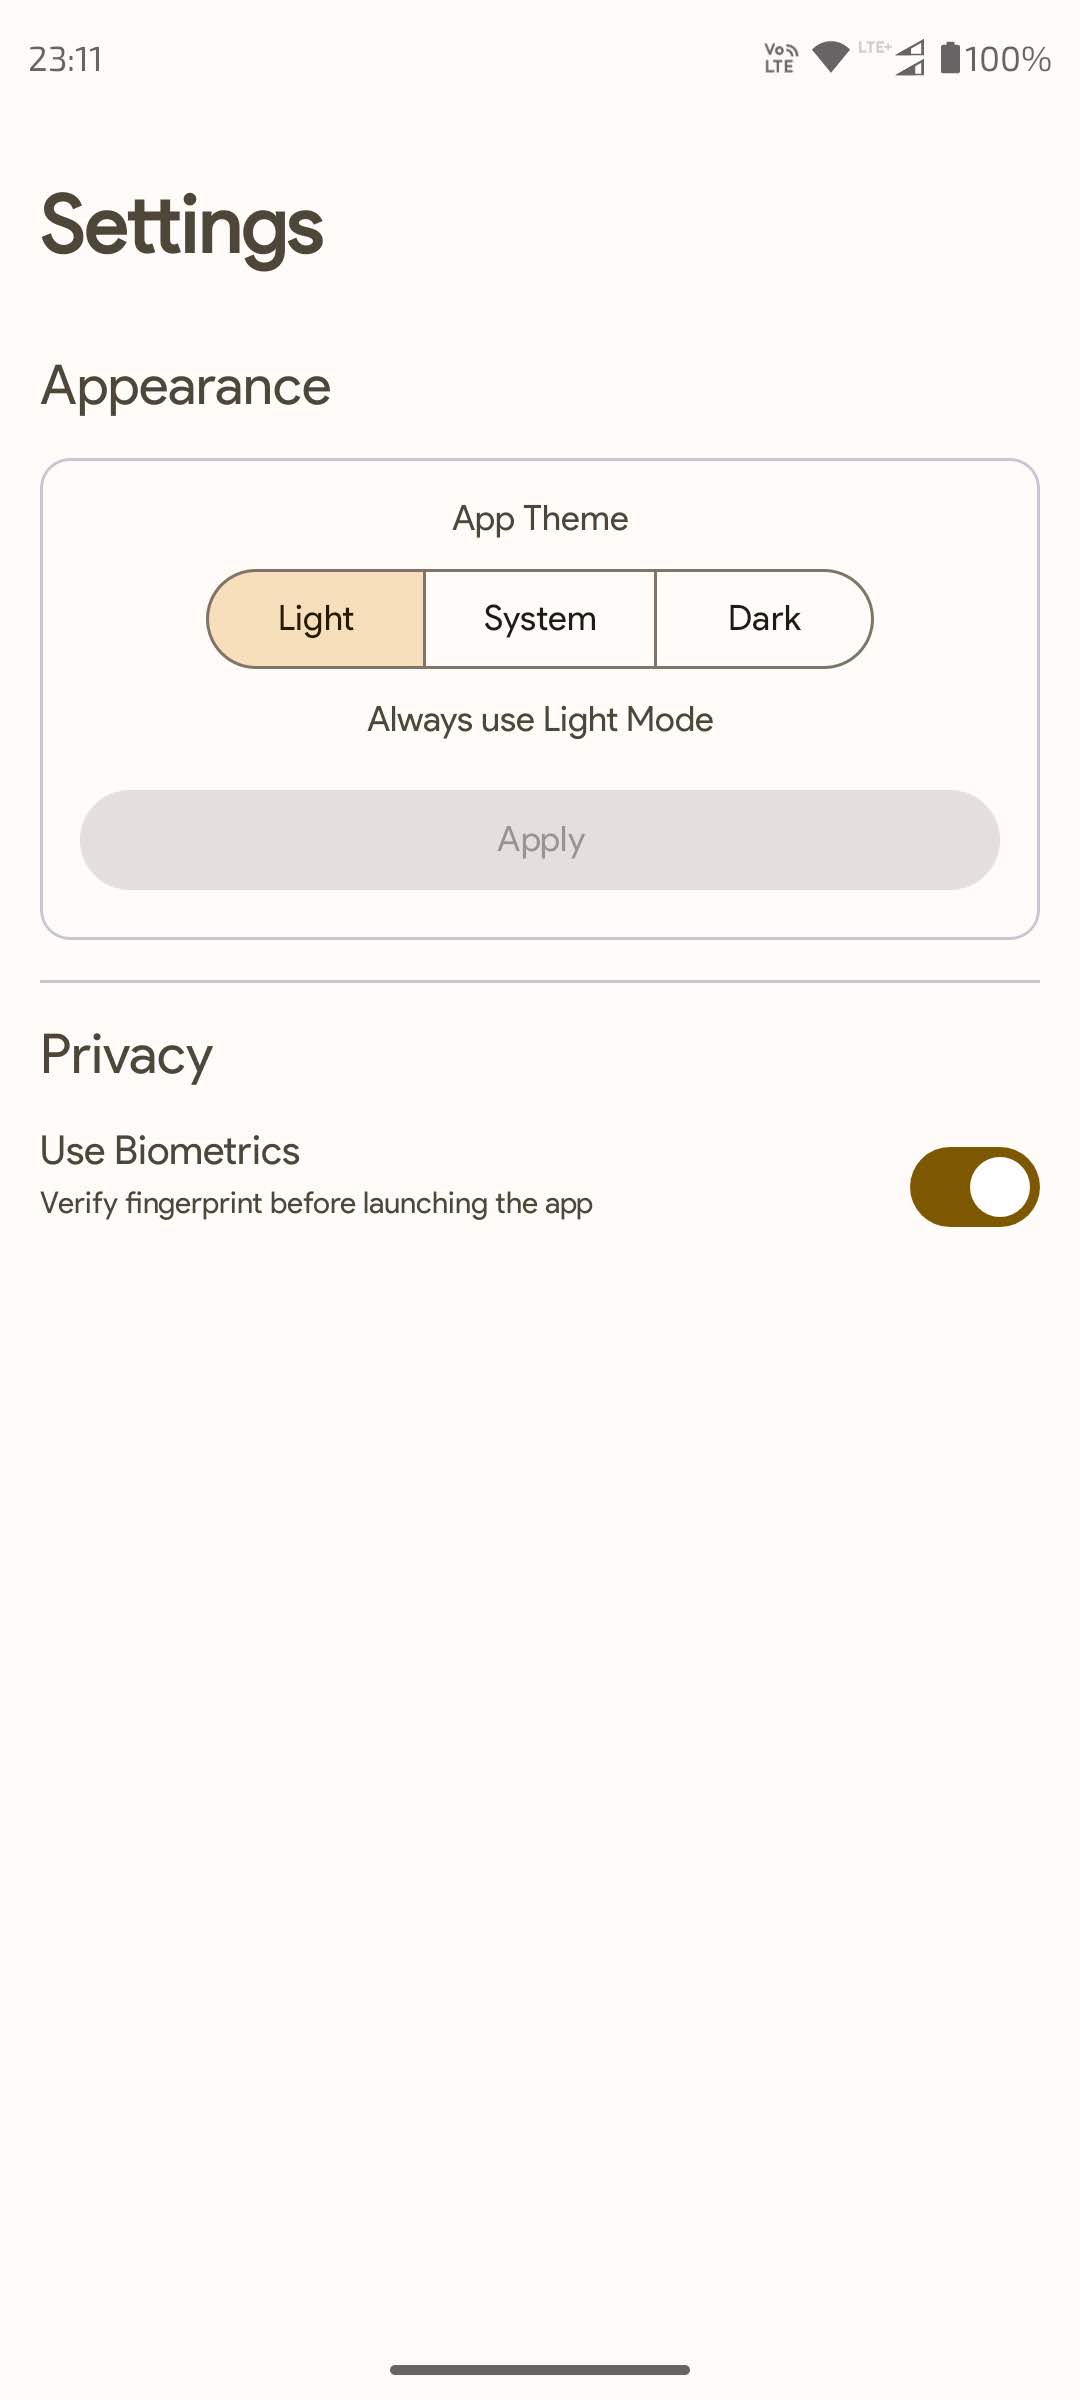 23:11
Vo LTE LTE+ 100%
Settings
Appearance
App Theme
Light System Dark
Always use Light Mode
Apply
Privacy
Use Biometrics
Verify fingerprint before launching the app